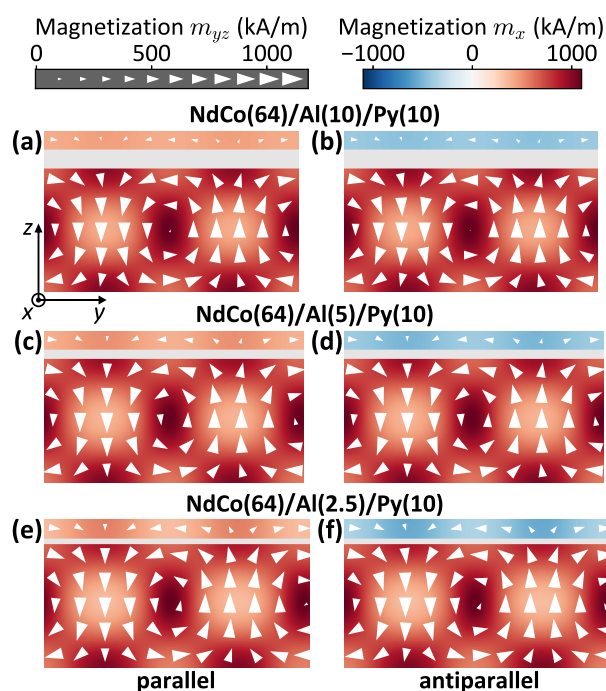 Magnetization m_yz (kA/m)
Magnetization m_x (kA/m)
0 500 1000
−1000 0 1000
NdCo(64)/Al(10)/Py(10)
(a)
(b)
z
x
y
NdCo(64)/Al(5)/Py(10)
(c)
(d)
NdCo(64)/Al(2.5)/Py(10)
(e)
(f)
parallel
antiparallel